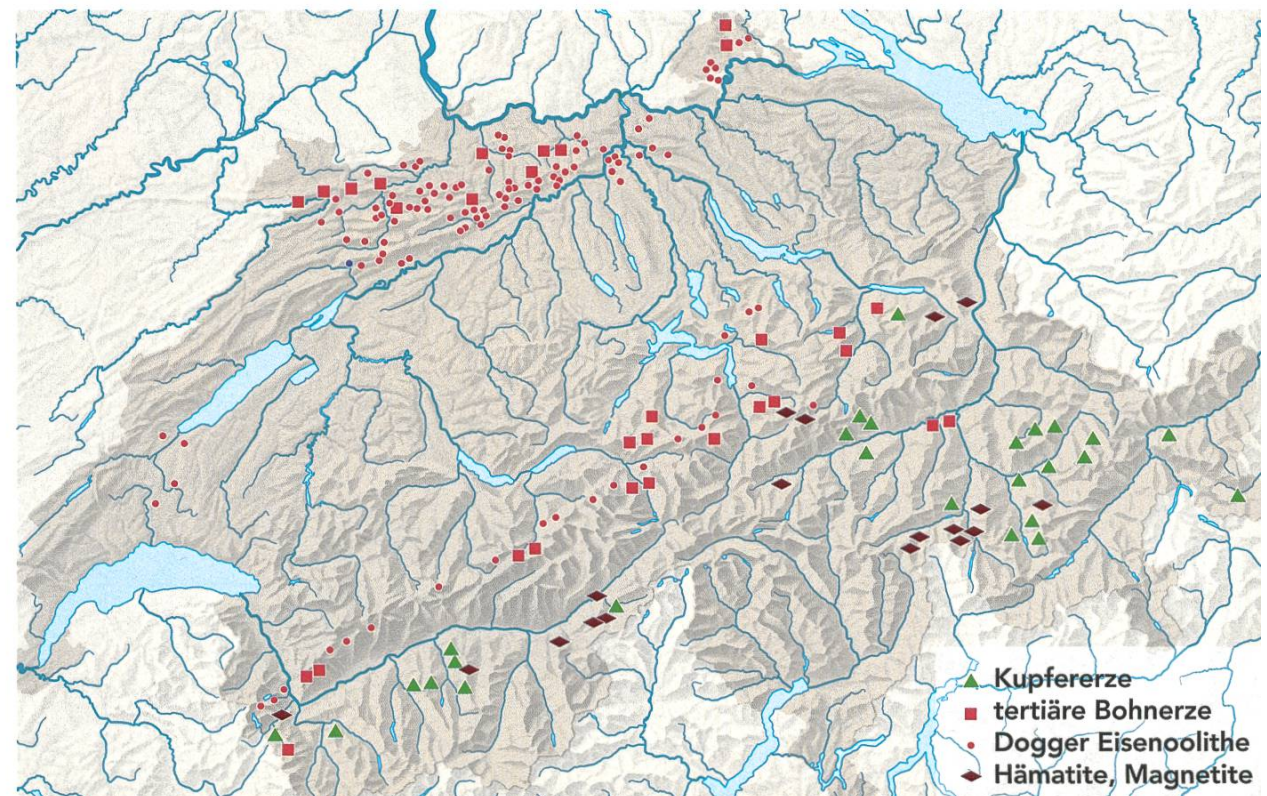 Kupfererze
tertiäre Bohnerze
Dogger Eisenoolithe
Hämatite, Magnetite